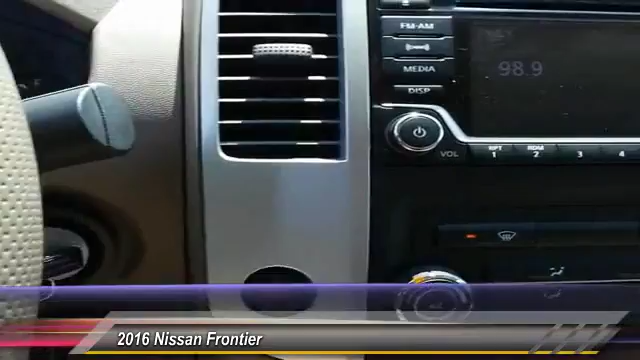 FM·AM
MEDIA
DISP
98.9
VOL
RPT
RDM
1
2
3
4
2016 Nissan Frontier